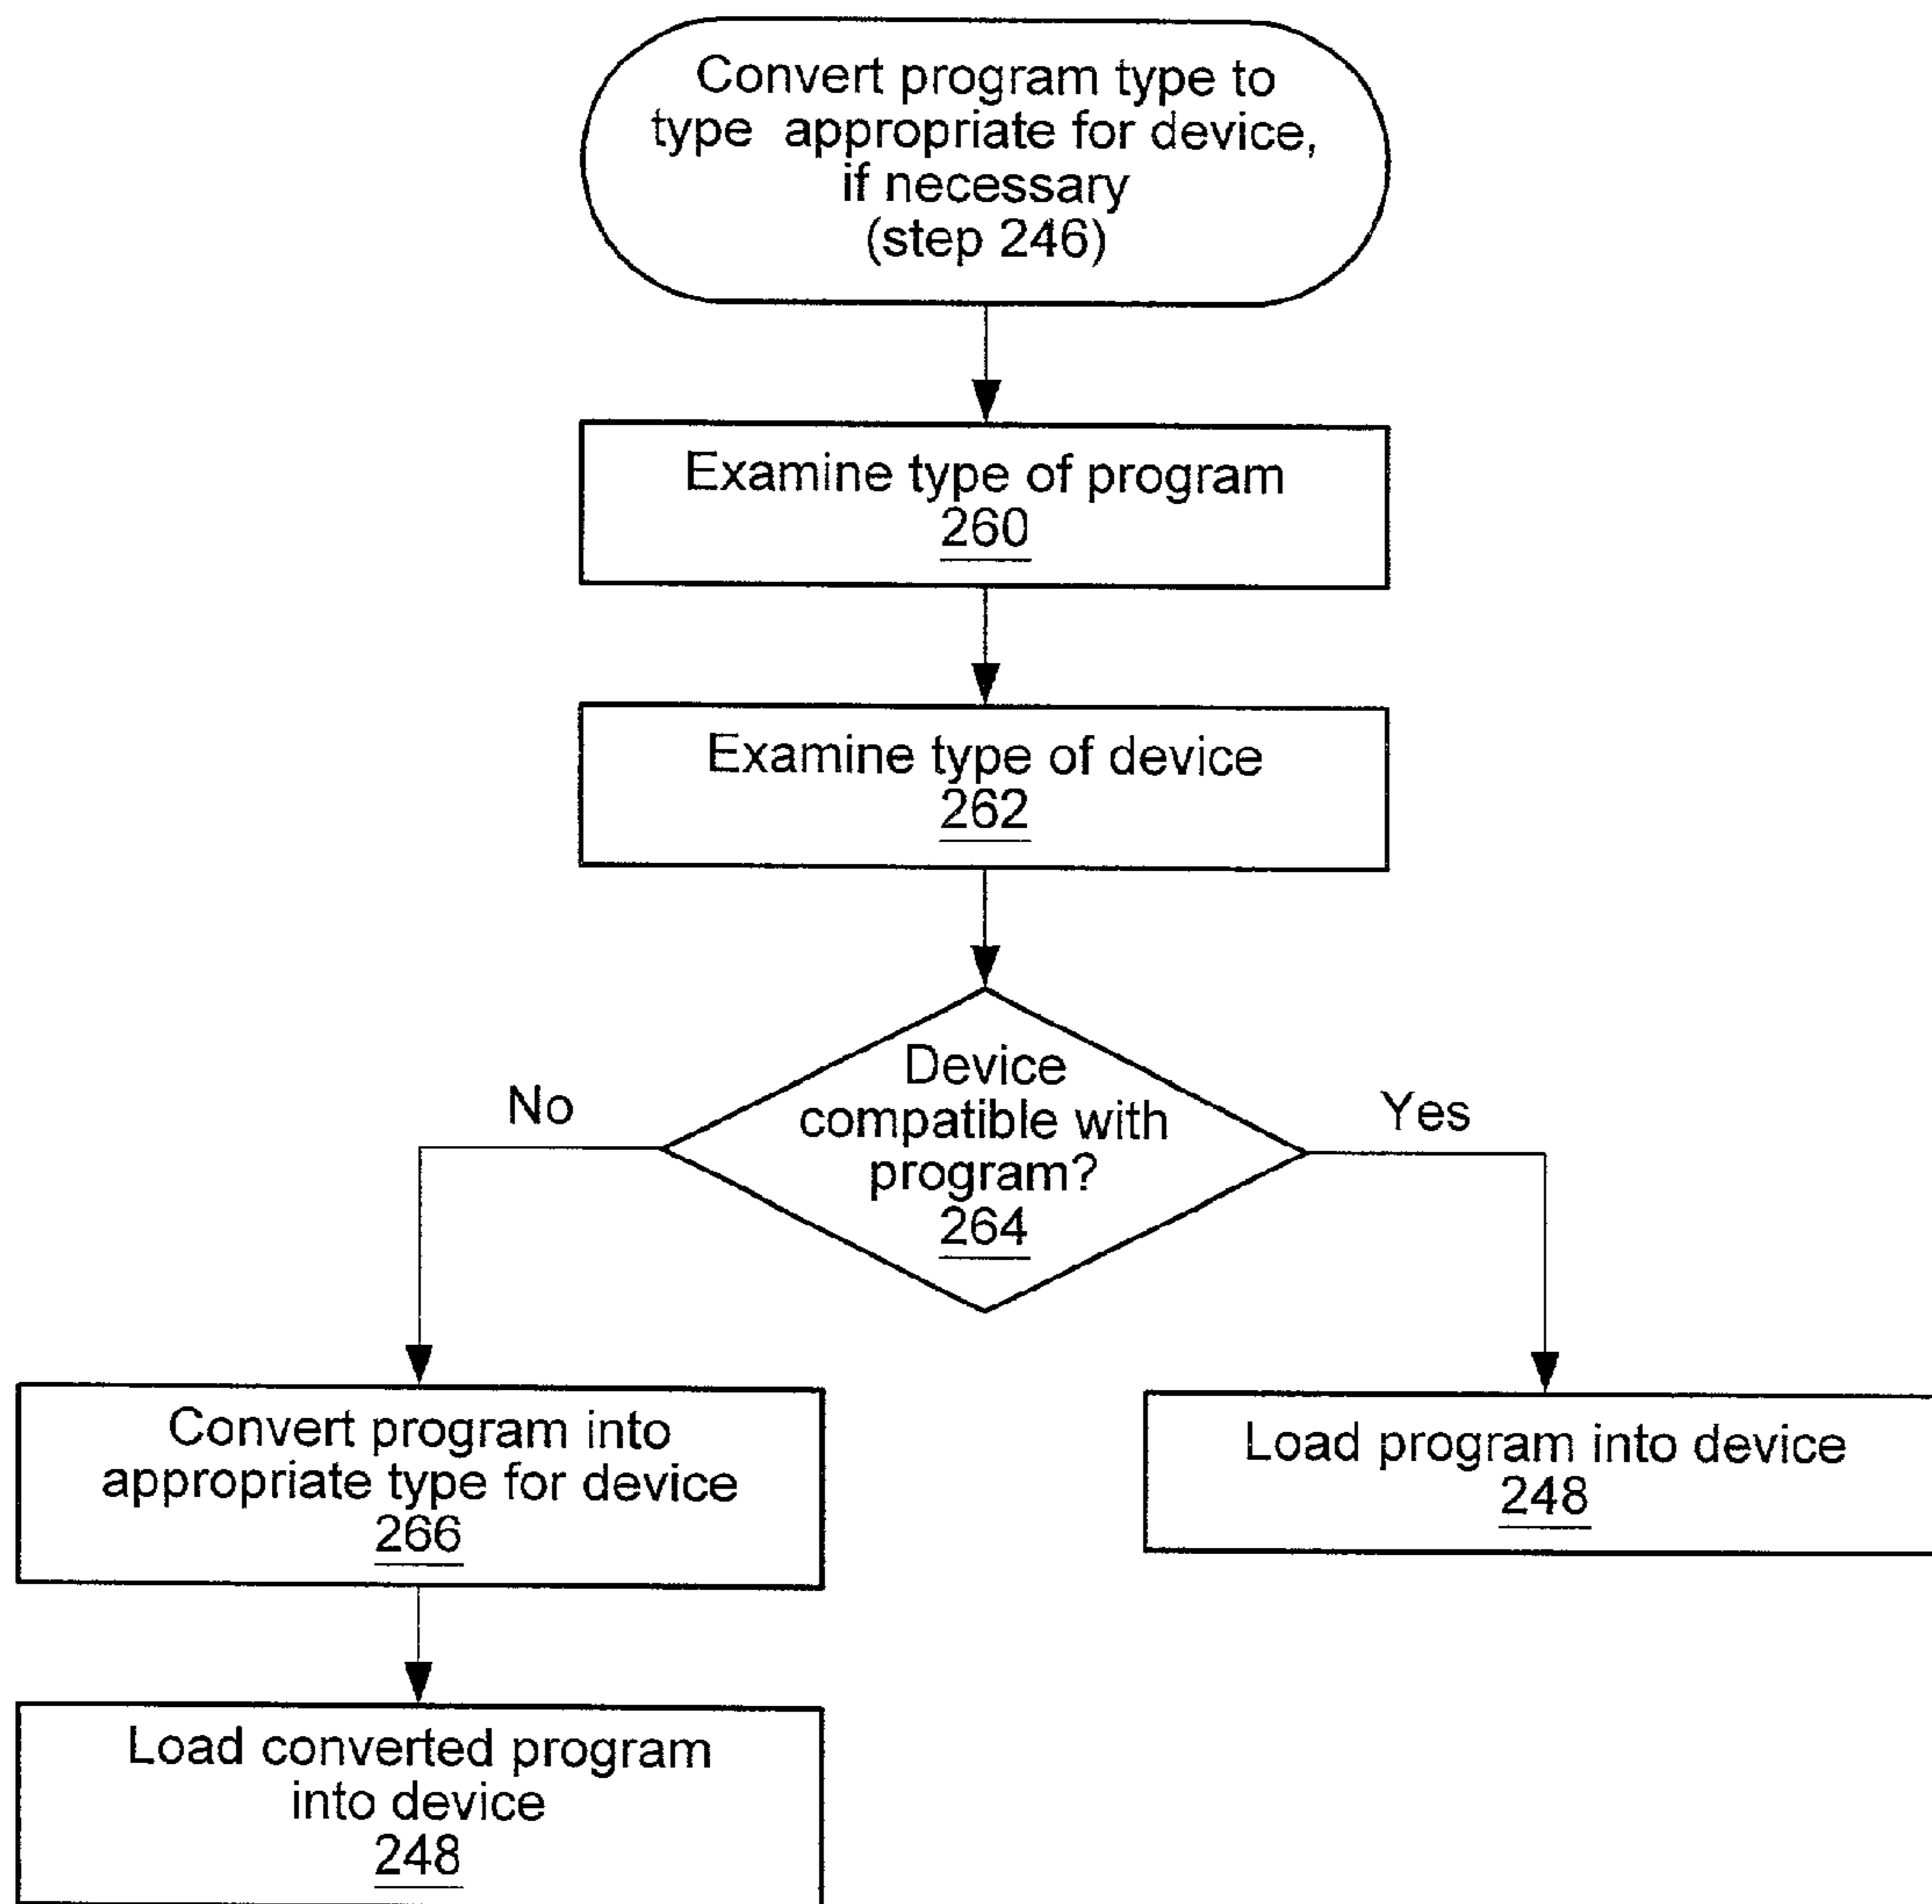 Convert program type to
type appropriate for device,
if necessary
(step 246)
Examine type of program
260
Examine type of device
262
Device
compatible with
program?
264
No
Yes
Convert program into
appropriate type for device
266
Load program into device
248
Load converted program
into device
248